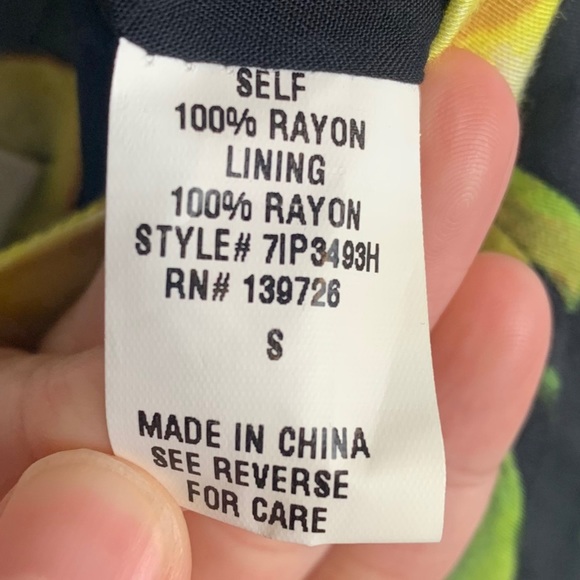 SELF
100% RAYON
LINING
100% RAYON
STYLE# 7IP3493H
RN# 139726
S
MADE IN CHINA
SEE REVERSE
FOR CARE